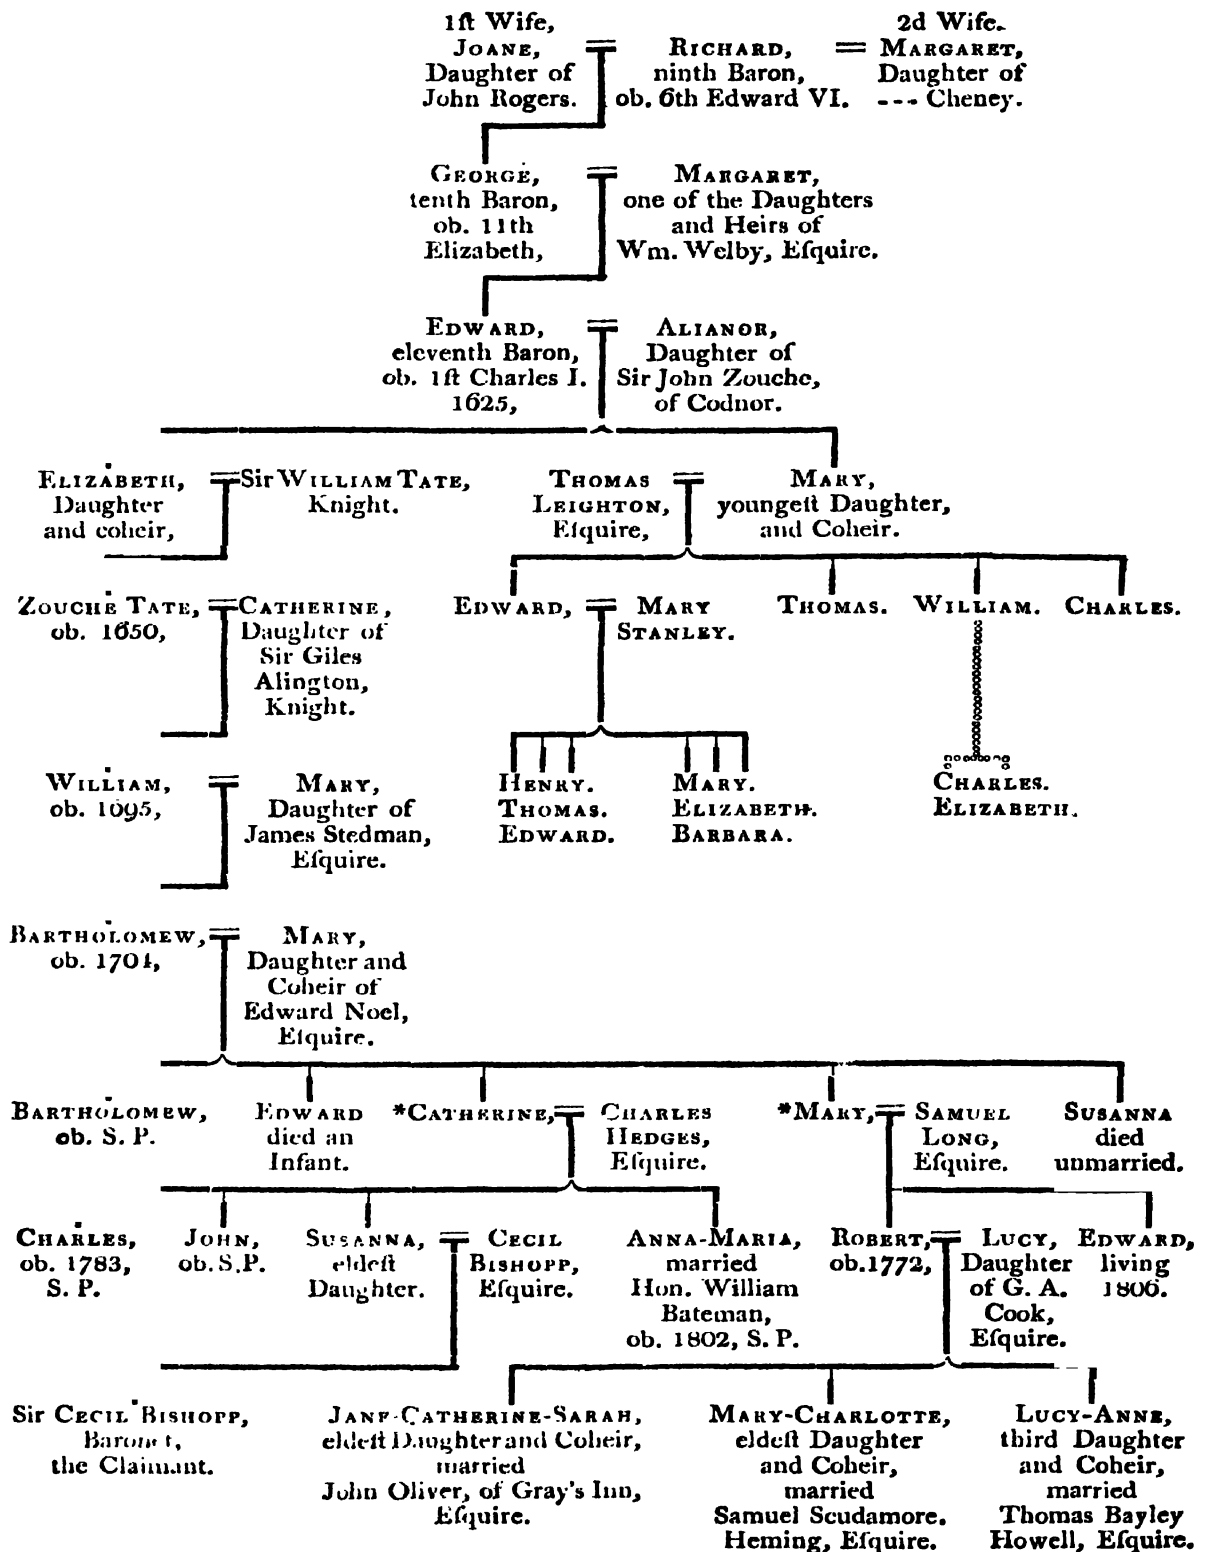 1ſt Wife,
JOANE,
Daughter of
John Rogers.
RICHARD,
ninth Baron,
ob. 6th Edward VI.
2d Wife.
MARGARET,
Daughter of
--- Cheney.
GEORGE,
tenth Baron,
ob. 11th
Elizabeth,
MARGARET,
one of the Daughters
and Heirs of
Wm. Welby, Eſquire.
EDWARD,
eleventh Baron,
ob. 1ſt Charles I.
1625,
ALIANOR,
Daughter of
Sir John Zouche,
of Codnor.
ELIZABETH,
Daughter
and coheir,
Sir WILLIAM TATE,
Knight.
THOMAS
LEIGHTON,
Eſquire,
MARY,
youngeſt Daughter,
and Coheir.
ZOUCHE TATE,
ob. 1650,
CATHERINE,
Daughter of
Sir Giles
Alington,
Knight.
EDWARD,
MARY
STANLEY.
THOMAS.
WILLIAM.
CHARLES.
WILLIAM,
ob. 1695,
MARY,
Daughter of
James Stedman,
Eſquire.
HENRY.
THOMAS.
EDWARD.
MARY.
ELIZABETH.
BARBARA.
CHARLES.
ELIZABETH.
BARTHOLOMEW,
ob. 1704,
MARY,
Daughter and
Coheir of
Edward Noel,
Eſquire.
BARTHOLOMEW,
ob. S. P.
EDWARD
died an
Infant.
*CATHERINE,
CHARLES
HEDGES,
Eſquire.
*MARY,
SAMUEL
LONG,
Eſquire.
SUSANNA
died
unmarried.
CHARLES,
ob. 1783,
S. P.
JOHN,
ob. S.P.
SUSANNA,
eldeſt
Daughter.
CECIL
BISHOPP,
Eſquire.
ANNA-MARIA,
married
Hon. William
Bateman,
ob. 1802, S. P.
ROBERT,
ob. 1772,
LUCY,
Daughter
of G. A.
Cook,
Eſquire.
EDWARD,
living
1806.
Sir CECIL BISHOPP,
Baronet,
the Claimant.
JANE-CATHERINE-SARAH,
eldeſt Daughter and Coheir,
married
John Oliver, of Gray's Inn,
Eſquire.
MARY-CHARLOTTE,
eldeſt Daughter
and Coheir,
married
Samuel Scudamore.
Heming, Eſquire.
LUCY-ANNE,
third Daughter
and Coheir,
married
Thomas Bayley
Howell, Eſquire.